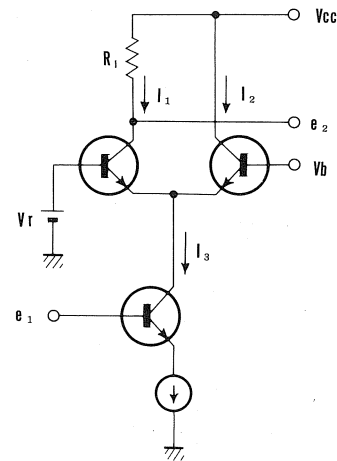 Vcc
R₁
I₁
I₂
e₂
Vb
Vr
I₃
e₁